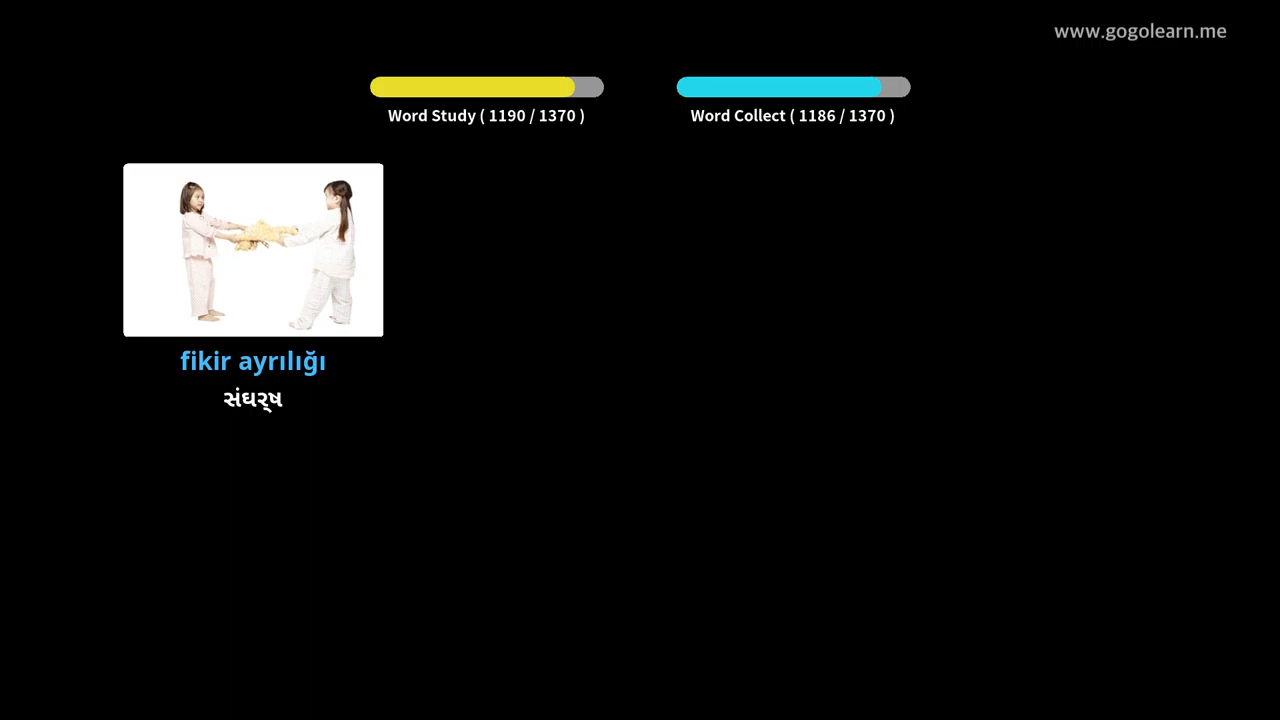 www.gogolearn.me
Word Study ( 1190 / 1370 )
Word Collect ( 1186 / 1370 )
fikir ayrılığı
સંઘર્ષ